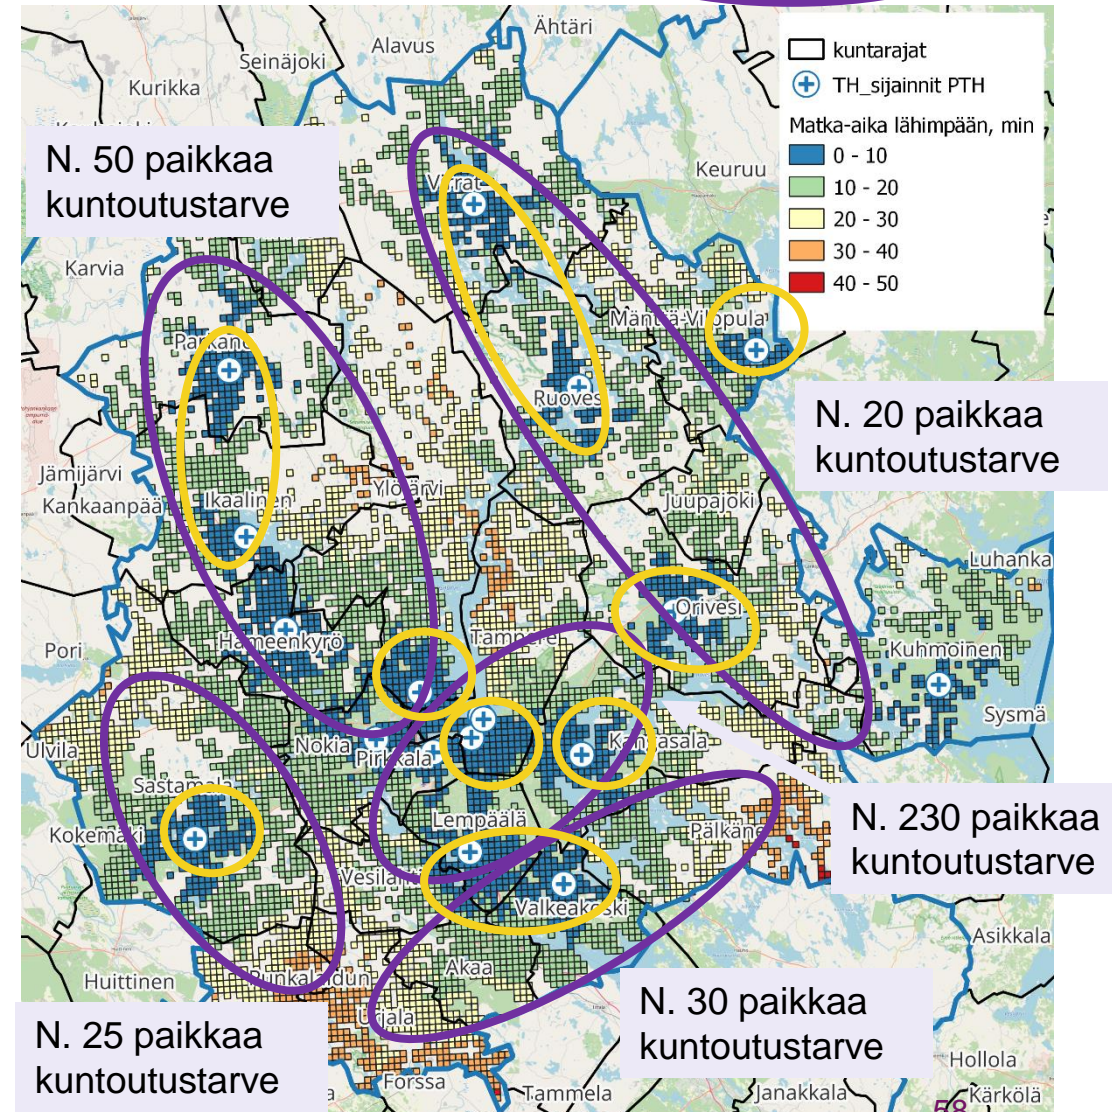 Ähtäri
Alavus
Seinäjoki
Kurikka
kuntarajat
TH_sijainnit PTH
Matka-aika lähimpään, min
0 - 10
10 - 20
20 - 30
30 - 40
40 - 50
N. 50 paikkaa
kuntoutustarve
Keuruu
Virrat
Karvia
Mänttä-Vilppula
Parkano
Ruovesi
N. 20 paikkaa
kuntoutustarve
Jämijärvi
Kankaanpää
Ikaalinen
Ylöjärvi
Juupajoki
Luhanka
Orivesi
Hämeenkyrö
Tampere
Pori
Kuhmoinen
Sysmä
Ulvila
Nokia
Pirkkala
Kangasala
Sastamala
Kokemäki
Lempäälä
Pälkäne
N. 230 paikkaa
kuntoutustarve
Vesilahti
Valkeakoski
Asikkala
Huittinen
Punkalaidun
Akaa
Urjala
N. 25 paikkaa
kuntoutustarve
N. 30 paikkaa
kuntoutustarve
Forssa
Tammela
Janakkala
Hollola
Kärkölä
58